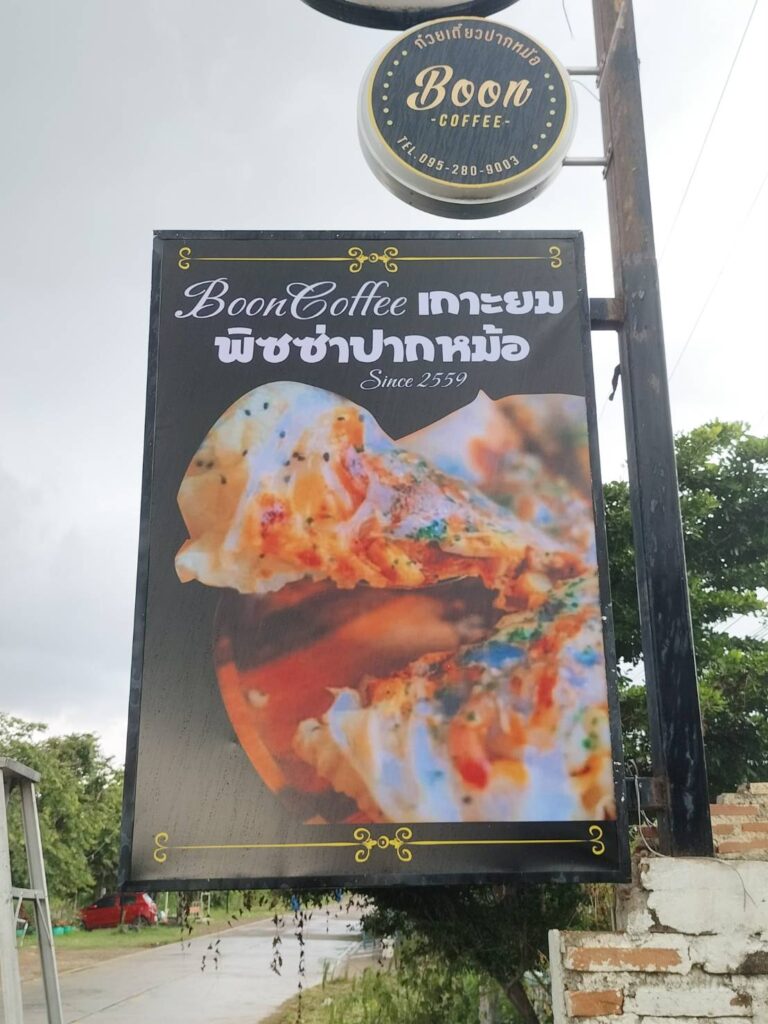 ก๋วยเตี๋ยวปากหม้อ
Boon
-COFFEE-
TEL.095-280-9003
BoonCoffee เกาะยม
พิซซ่าปากหม้อ
Since 2559